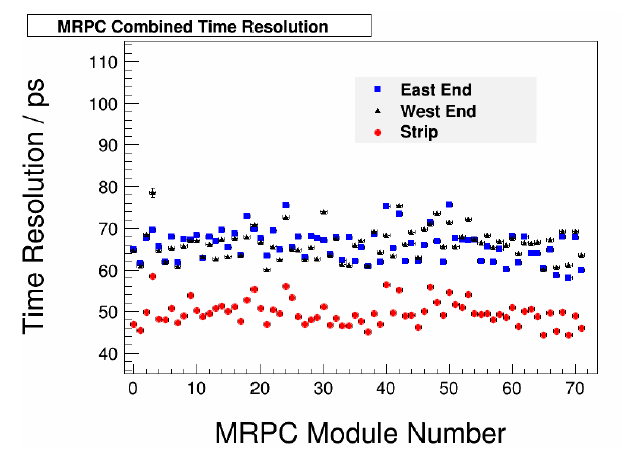 MRPC Combined Time Resolution
Time Resolution / ps
110
100
90
80
70
60
50
40
East End
West End
Strip
0 10 20 30 40 50 60 70
MRPC Module Number